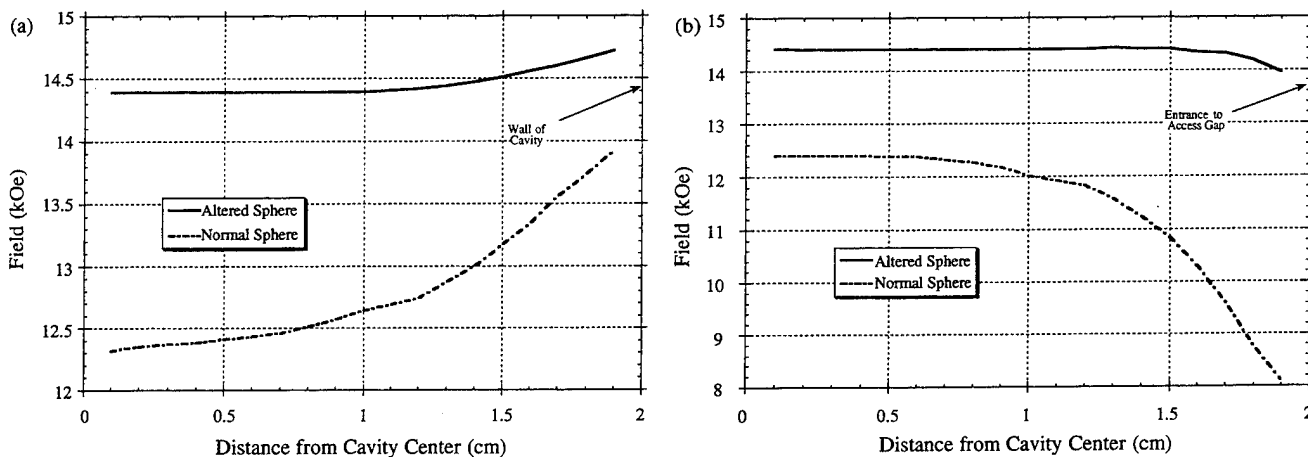 (a)
15
14.5
14
13.5
13
12.5
12
Field (kOe)
Wall of
Cavity
Altered Sphere
Normal Sphere
0 0.5 1 1.5 2
Distance from Cavity Center (cm)
(b)
15
14
13
12
11
10
9
8
Field (kOe)
Entrance to
Access Gap
Altered Sphere
Normal Sphere
0 0.5 1 1.5 2
Distance from Cavity Center (cm)